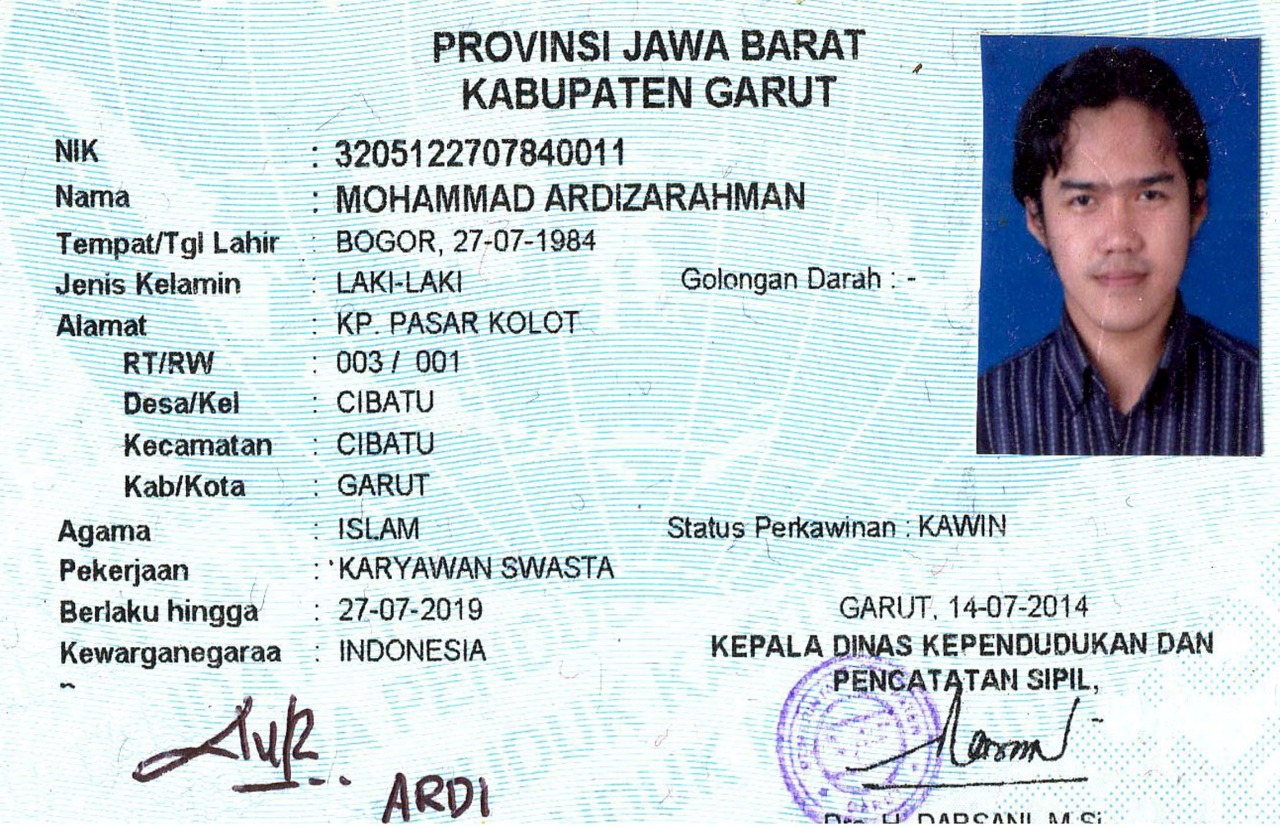 PROVINSI JAWA BARAT
KABUPATEN GARUT
NIK : 3205122707840011
Nama : MOHAMMAD ARDIZARAHMAN
Tempat/Tgl Lahir : BOGOR, 27-07-1984
Jenis Kelamin : LAKI-LAKI Golongan Darah : -
Alamat : KP. PASAR KOLOT
RT/RW : 003 / 001
Desa/Kel : CIBATU
Kecamatan : CIBATU
Kab/Kota : GARUT
Agama : ISLAM Status Perkawinan : KAWIN
Pekerjaan : KARYAWAN SWASTA
Berlaku hingga : 27-07-2019 GARUT, 14-07-2014
Kewarganegaraa : INDONESIA KEPALA DINAS KEPENDUDUKAN DAN
PENCATATAN SIPIL,
ARDI
Drs. H. DARSANI, M.Si